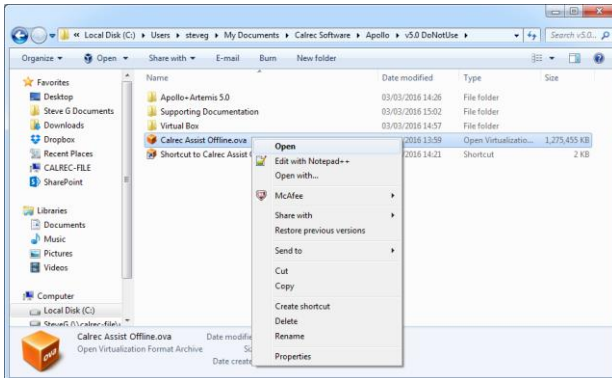 « Local Disk (C:) ▸ Users ▸ steveg ▸ My Documents ▸ Calrec Software ▸ Apollo ▸ v5.0 DoNotUse ▸
Search v5.0...
Organize Open Share with E-mail Burn New folder
Name Date modified Type Size
Favorites
Desktop
Steve G Documents
Downloads
Dropbox
Recent Places
CALREC-FILE
SharePoint
Libraries
Documents
Music
Pictures
Videos
Computer
Local Disk (C:)
Apollo+Artemis 5.0 03/03/2016 14:26 File folder
Supporting Documentation 03/03/2016 15:02 File folder
Virtual Box 03/03/2016 14:57 File folder
Calrec Assist Offline.ova /2016 13:59 Open Virtualizatio... 1,275,455 KB
Shortcut to Calrec Assist /2016 14:21 Shortcut 2 KB
Open
Edit with Notepad++
Open with...
McAfee
Share with
Restore previous versions
Send to
Cut
Copy
Create shortcut
Delete
Rename
Properties
Calrec Assist Offline.ova Date modifie
Open Virtualization Format Archive Si
Date create
ova